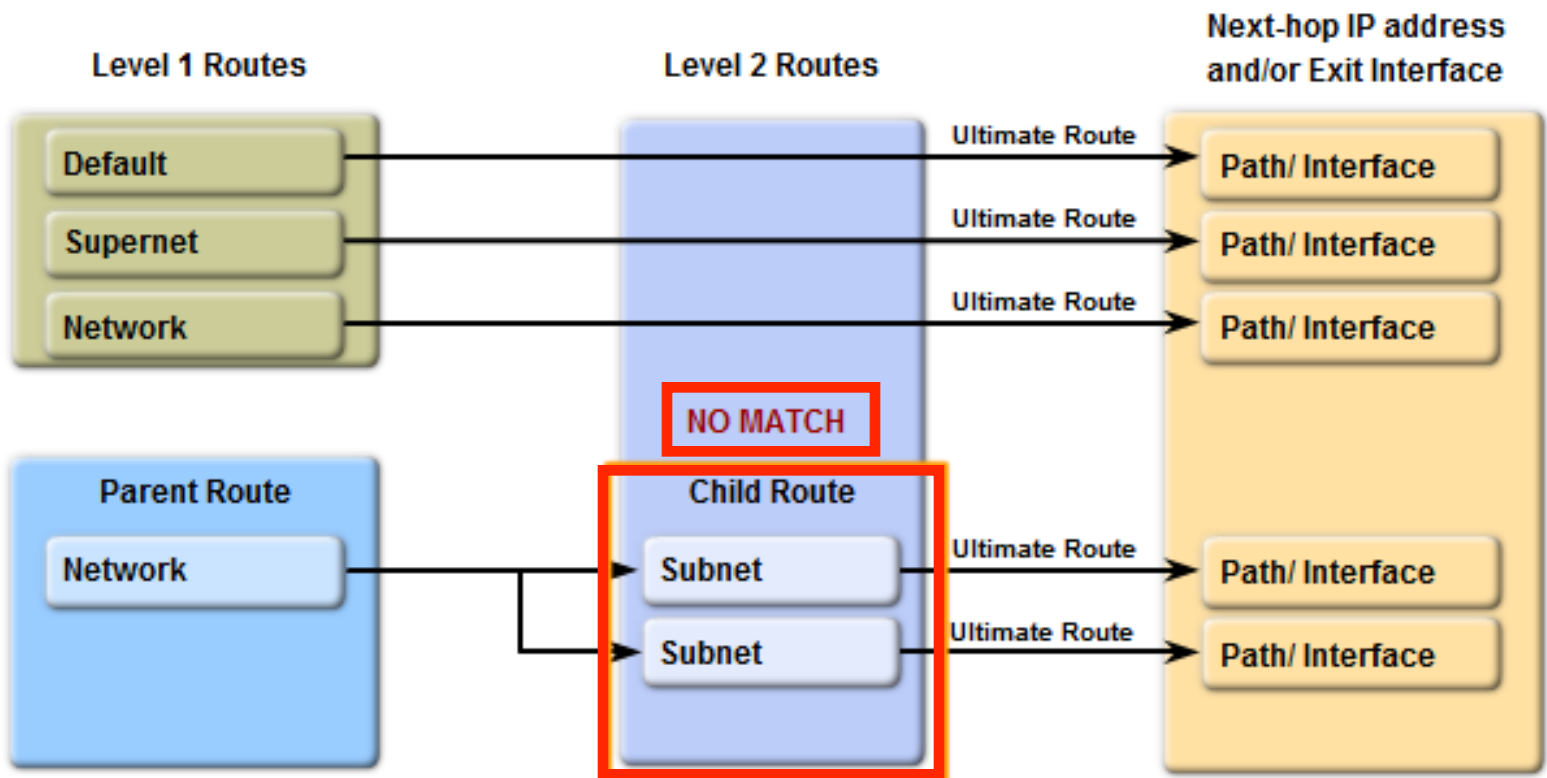 Level 1 Routes
Level 2 Routes
Next-hop IP address
and/or Exit Interface
Default
Ultimate Route
Path/ Interface
Supernet
Ultimate Route
Path/ Interface
Network
Ultimate Route
Path/ Interface
NO MATCH
Parent Route
Child Route
Network
Subnet
Ultimate Route
Path/ Interface
Subnet
Ultimate Route
Path/ Interface